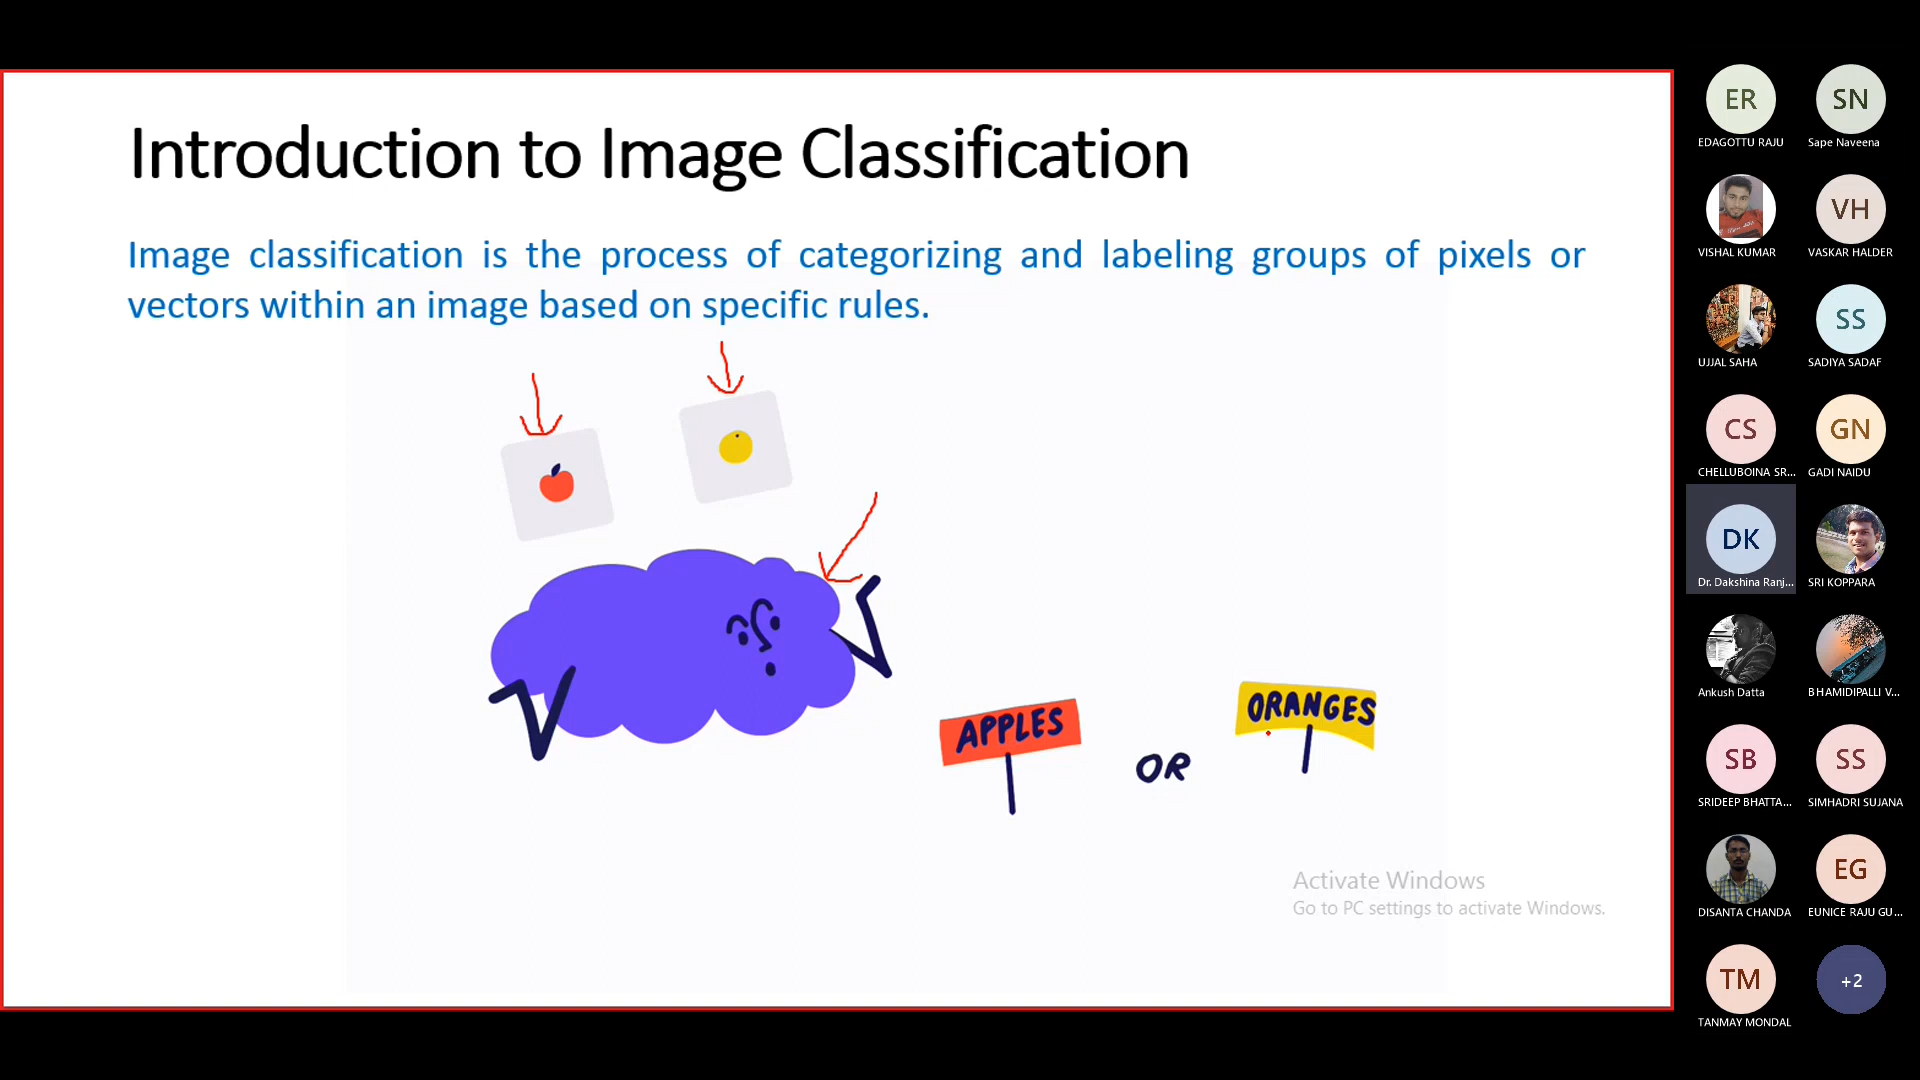 Introduction to Image Classification
Image classification is the process of categorizing and labeling groups of pixels or
vectors within an image based on specific rules.
APPLES
OR
ORANGES
Activate Windows
Go to PC settings to activate Windows.
ER
EDAGOTTU RAJU
SN
Sape Naveena
VISHAL KUMAR
VH
VASKAR HALDER
UJJAL SAHA
SS
SADIYA SADAF
CS
CHELLUBOINA SR...
GN
GADI NAIDU
DK
Dr. Dakshina Ranj...
SRI KOPPARA
Ankush Datta
BHAMIDIPALLI V...
SB
SRIDEEP BHATTA...
SS
SIMHADRI SUJANA
DISANTA CHANDA
EG
EUNICE RAJU GU...
TM
TANMAY MONDAL
+2